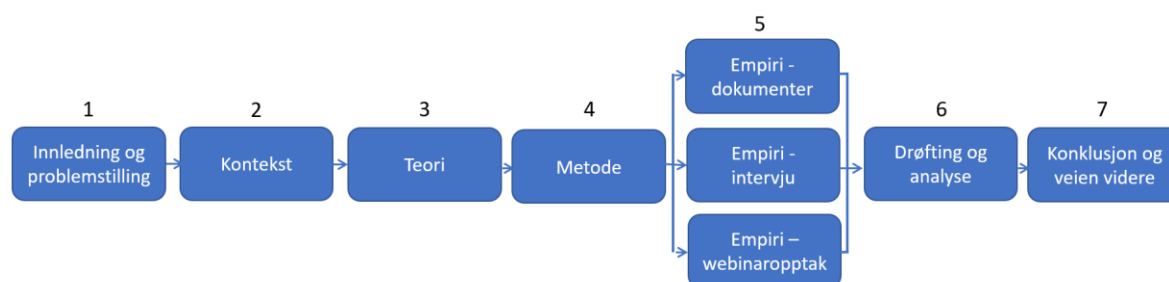 1
Innledning og
problemstilling
2
Kontekst
3
Teori
4
Metode
5
Empiri -
dokumenter
Empiri -
intervju
Empiri –
webinaropptak
6
Drøfting og
analyse
7
Konklusjon og
veien videre